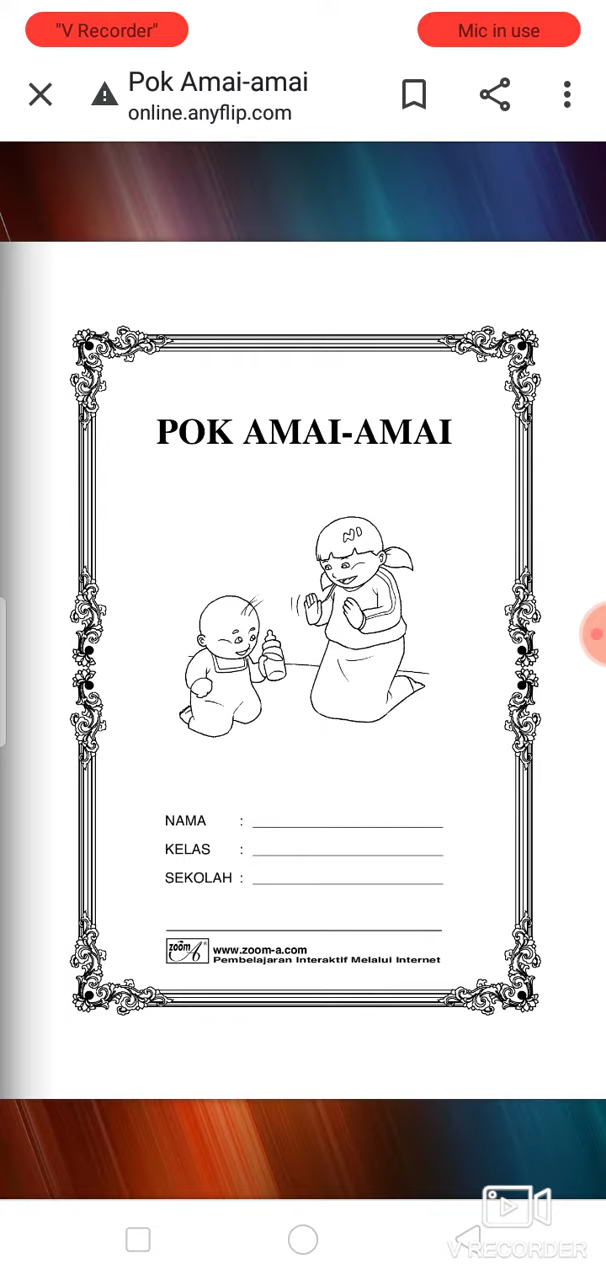 "V Recorder"
Mic in use
Pok Amai-amai
online.anyflip.com
POK AMAI-AMAI
NAMA :
KELAS :
SEKOLAH :
zoom A
www.zoom-a.com
Pembelajaran Interaktif Melalui Internet
V RECORDER